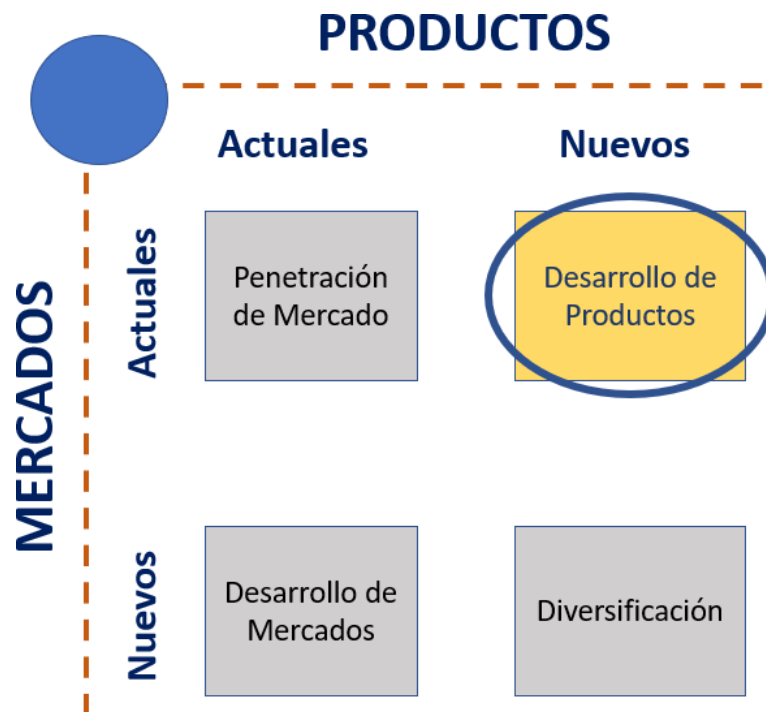 PRODUCTOS
Actuales
Nuevos
MERCADOS
Actuales
Penetración
de Mercado
Desarrollo de
Productos
Nuevos
Desarrollo de
Mercados
Diversificación